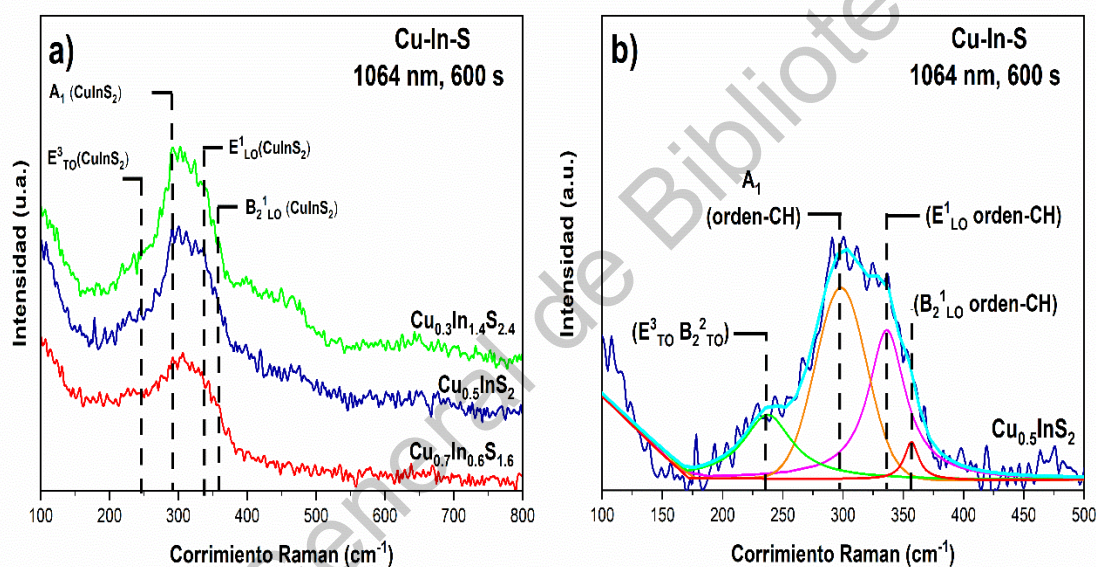 a)
Cu-In-S
1064 nm, 600 s
A₁ (CuInS₂)
E³TO(CuInS₂)
E¹LO(CuInS₂)
B₂¹LO (CuInS₂)
Cu₀.₃In₁.₄S₂.₄
Cu₀.₅InS₂
Cu₀.₇In₀.₆S₁.₆
Intensidad (u.a.)
100 200 300 400 500 600 700 800
Corrimiento Raman (cm⁻¹)
b)
Cu-In-S
1064 nm, 600 s
A₁
(orden-CH)
(E¹LO orden-CH)
(B₂¹LO orden-CH)
(E³TO B₂²TO)
Cu₀.₅InS₂
Intensidad (a.u.)
100 150 200 250 300 350 400 450 500
Corrimiento Raman (cm⁻¹)
General de Bibliote